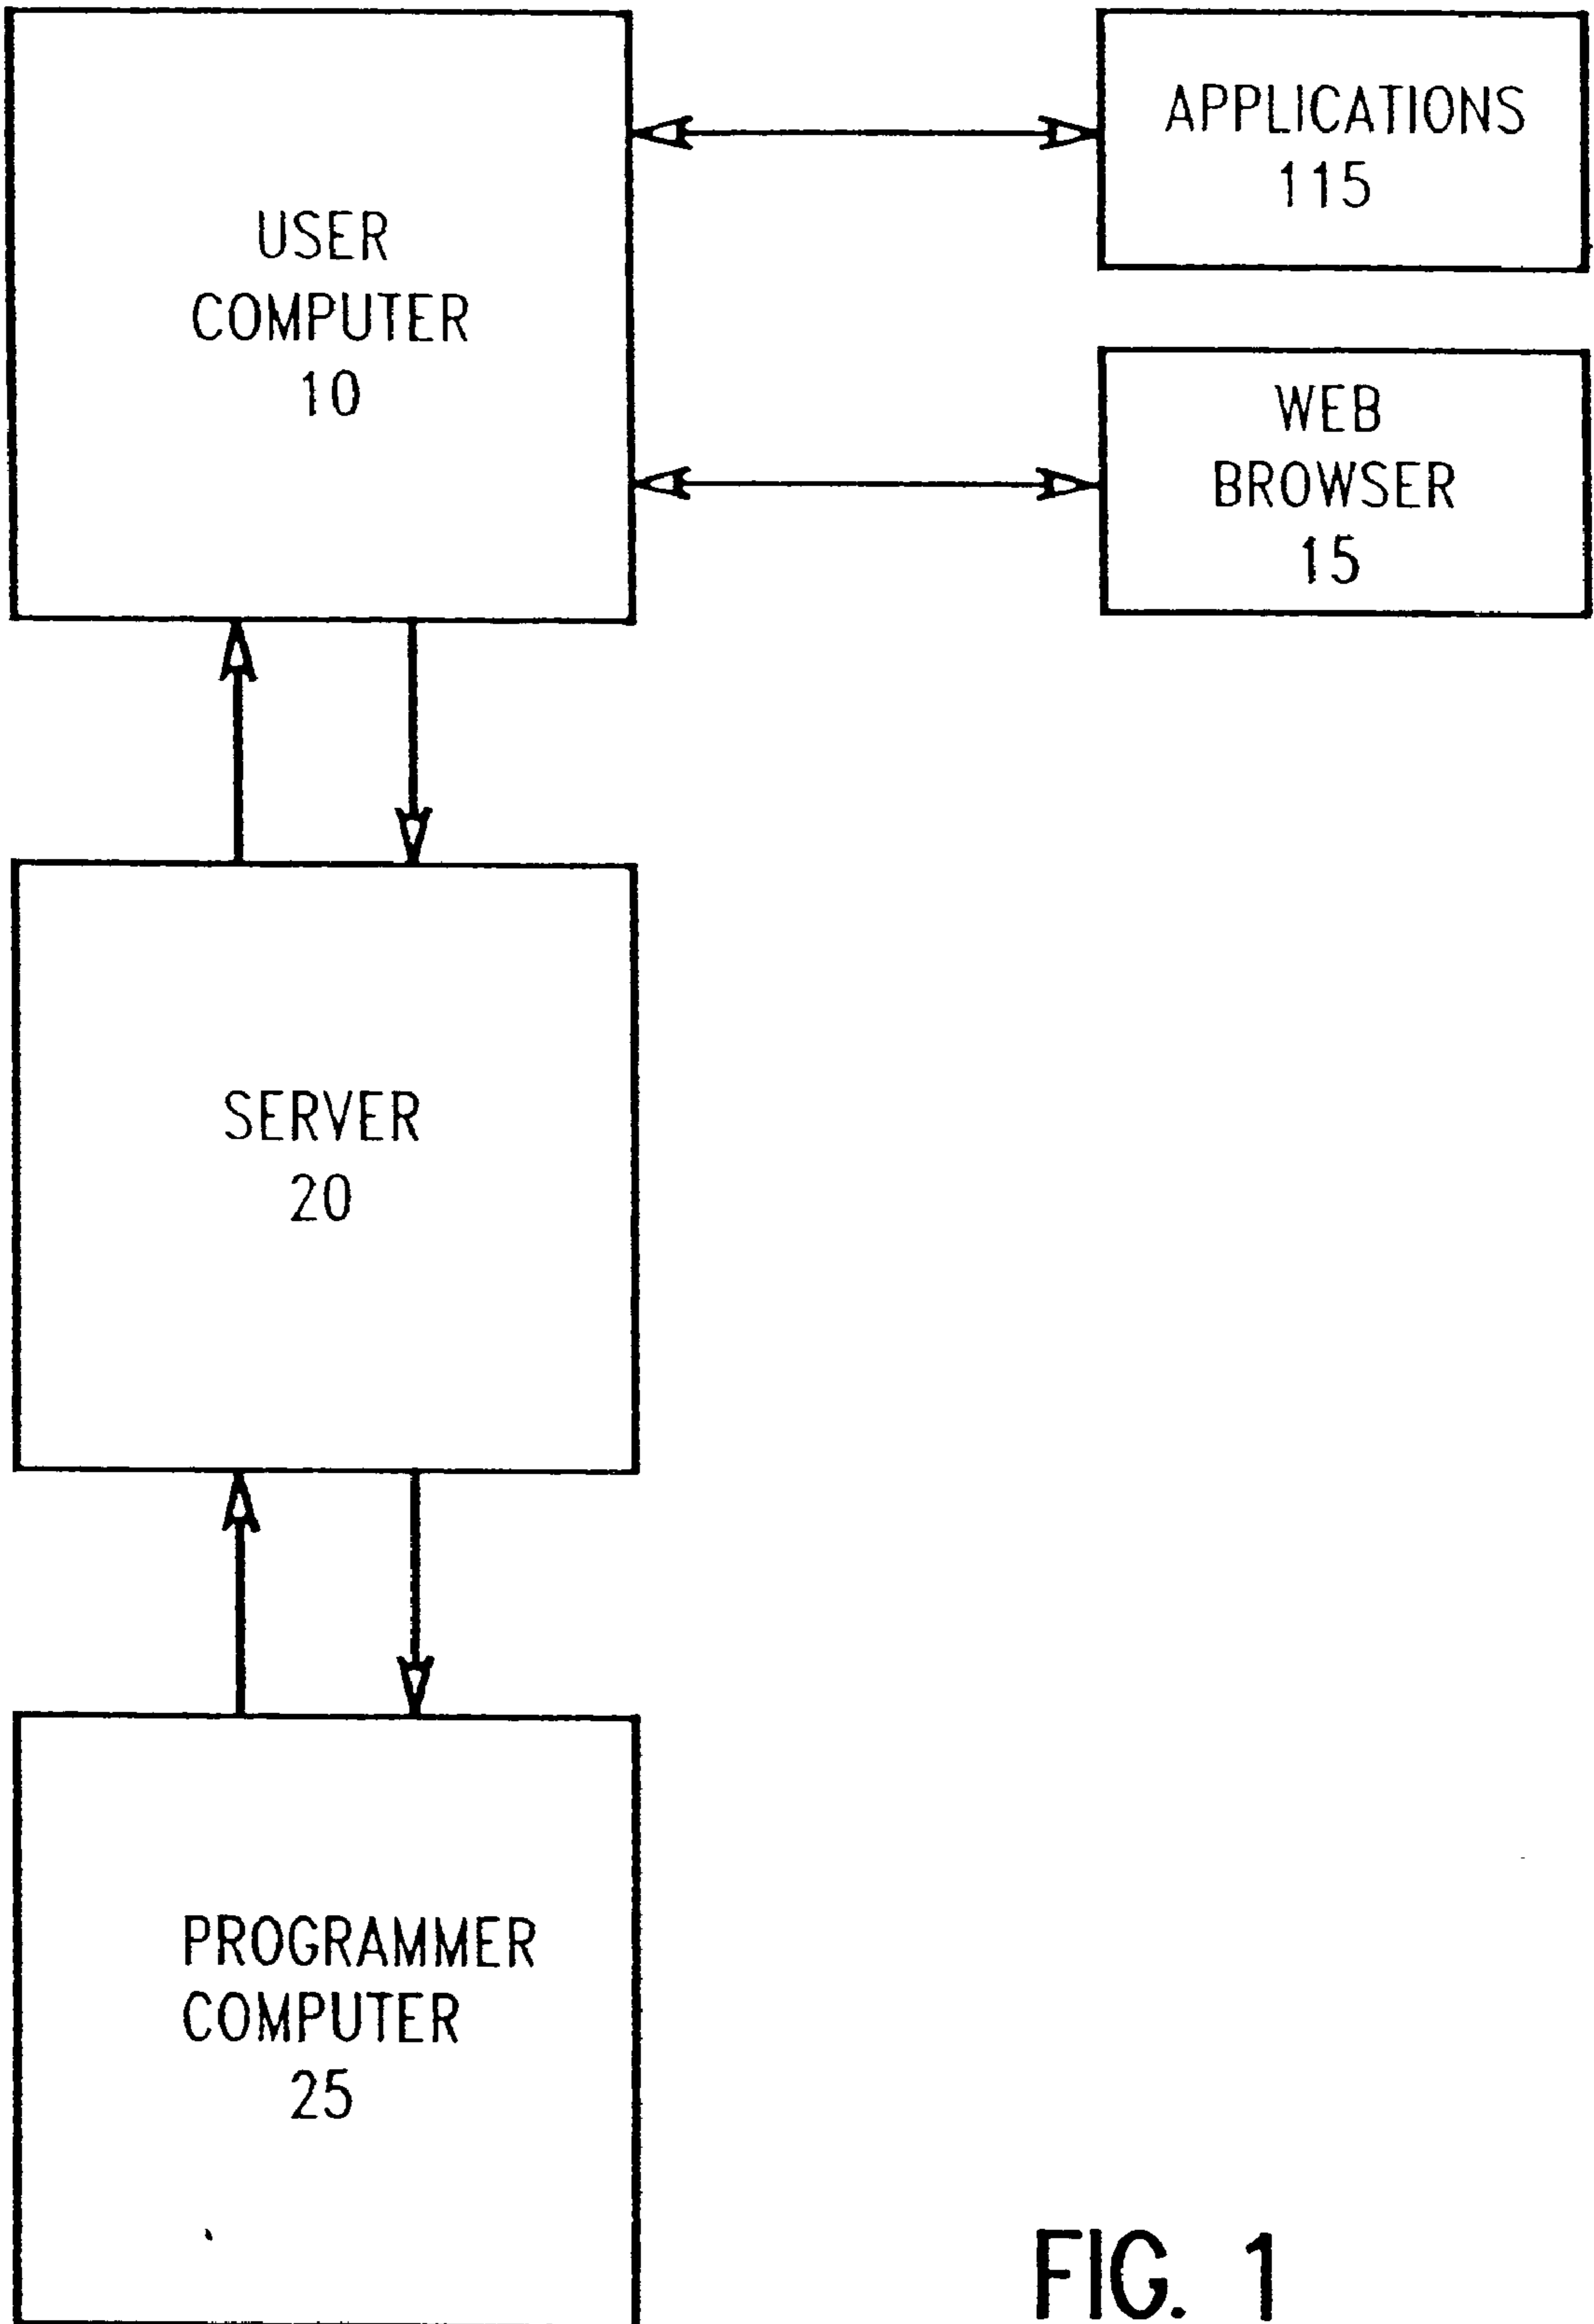 USER
COMPUTER
10
APPLICATIONS
115
WEB
BROWSER
15
SERVER
20
PROGRAMMER
COMPUTER
25
FIG. 1